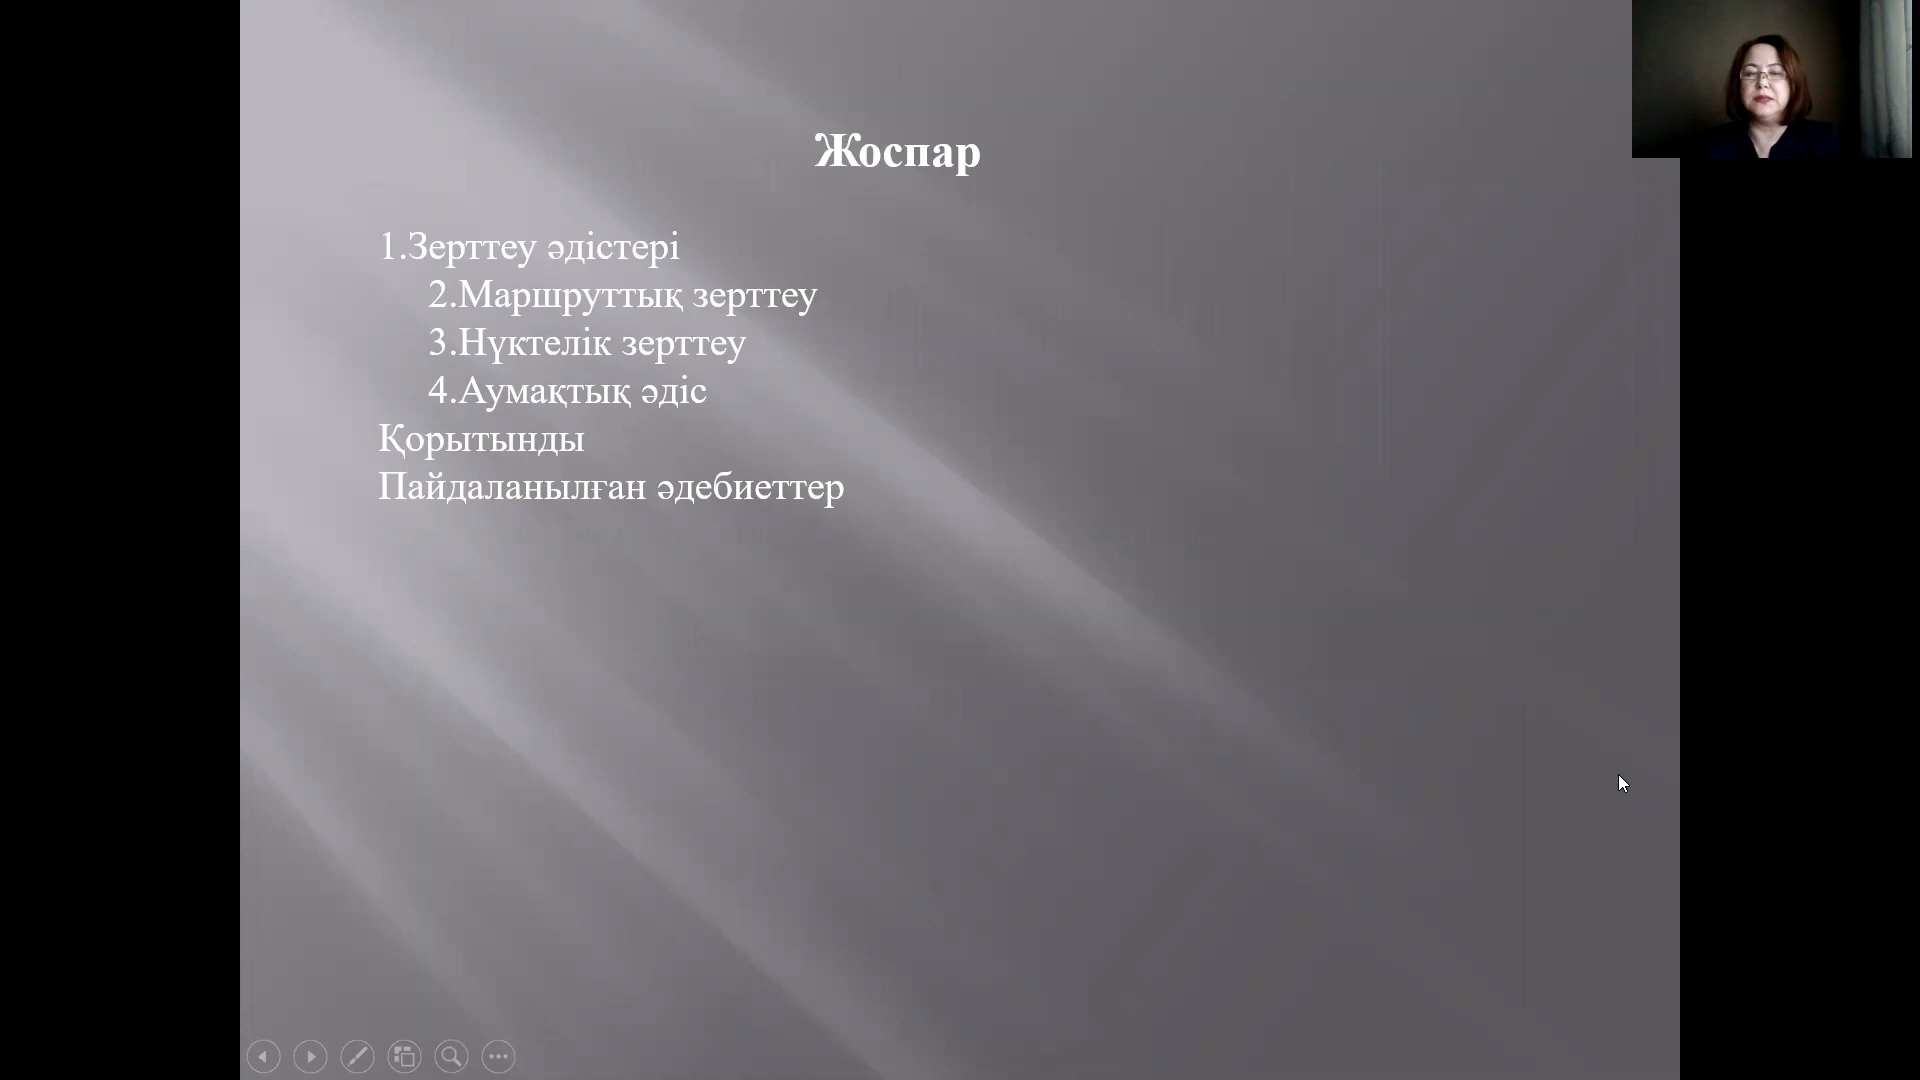 Жоспар
1.Зерттеу әдістері
2.Маршруттық зерттеу
3.Нүктелік зерттеу
4.Аумақтық әдіс
Қорытынды
Пайдаланылған әдебиеттер